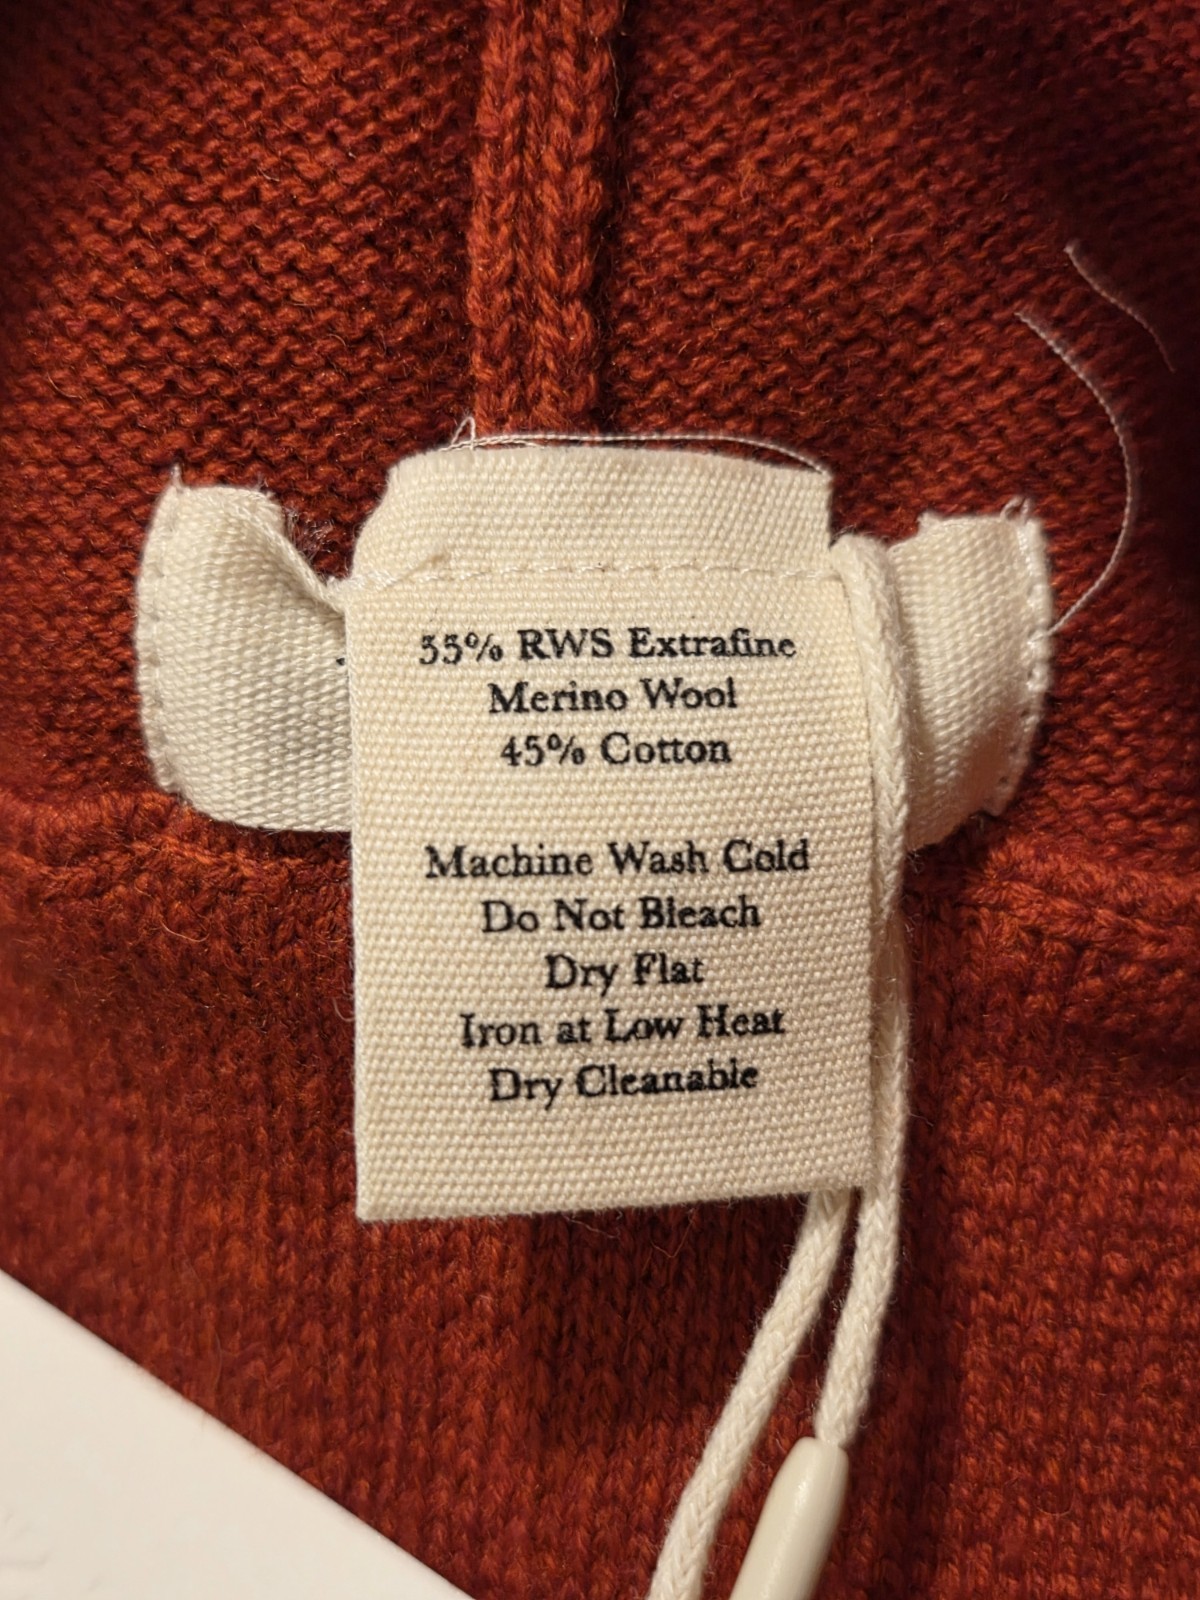 55% RWS Extrafine
Merino Wool
45% Cotton
Machine Wash Cold
Do Not Bleach
Dry Flat
Iron at Low Heat
Dry Cleanable